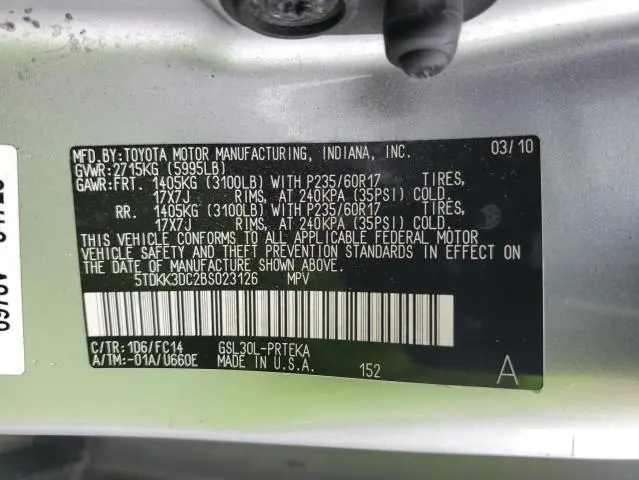 MFD.BY:TOYOTA MOTOR MANUFACTURING, INDIANA, INC. 03/10
GVWR:2715KG (5995LB)
GAWR:FRT. 1405KG (3100LB) WITH P235/60R17 TIRES,
17X7J RIMS, AT 240KPA (35PSI) COLD.
RR. 1405KG (3100LB) WITH P235/60R17 TIRES,
17X7J RIMS, AT 240KPA (35PSI) COLD.
THIS VEHICLE CONFORMS TO ALL APPLICABLE FEDERAL MOTOR
VEHICLE SAFETY AND THEFT PREVENTION STANDARDS IN EFFECT ON
THE DATE OF MANUFACTURE SHOWN ABOVE.
5TDKK3DC2BS023126 MPV
C/TR:1D6/FC14 GSL30L-PRTEKA
A/TM:-01A/U660E MADE IN U.S.A. 152 A